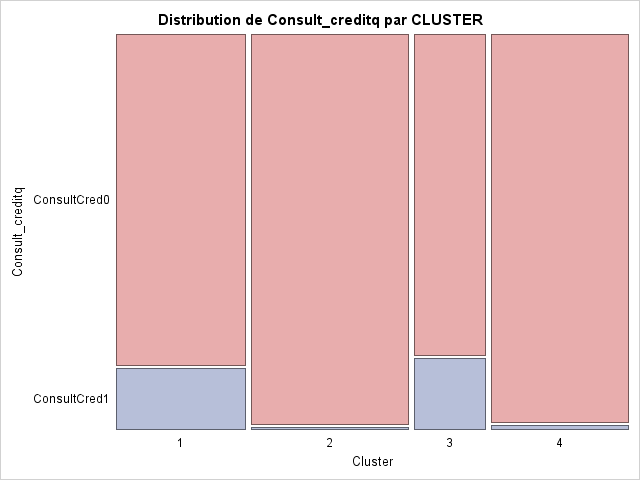 Distribution de Consult_creditq par CLUSTER
Consult_creditq
ConsultCred0
ConsultCred1
1 2 3 4
Cluster